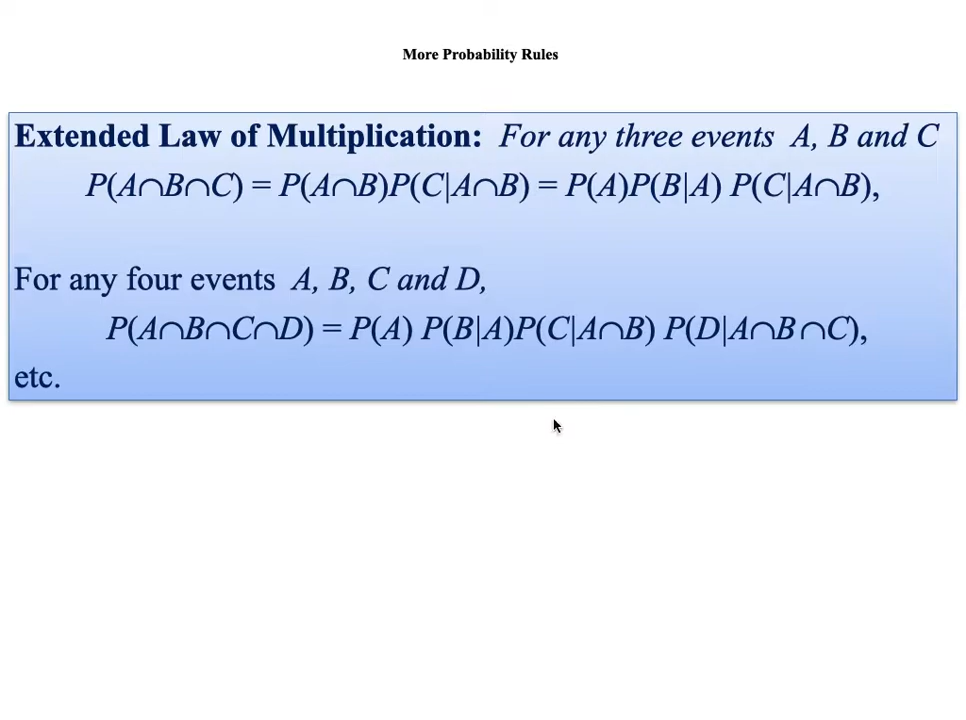 More Probability Rules
Extended Law of Multiplication: For any three events A, B and C
P(A∩B∩C) = P(A∩B)P(C|A∩B) = P(A)P(B|A) P(C|A∩B),
For any four events A, B, C and D,
P(A∩B∩C∩D) = P(A) P(B|A)P(C|A∩B) P(D|A∩B∩C),
etc.